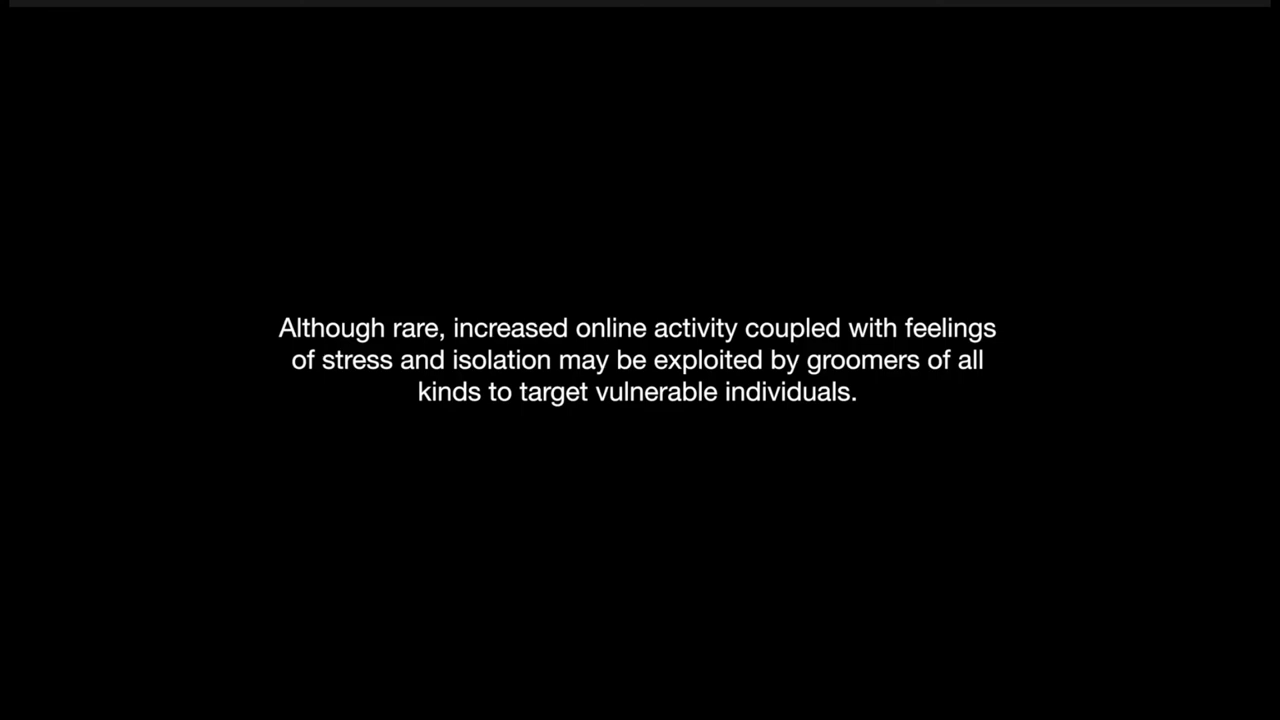 Although rare, increased online activity coupled with feelings
of stress and isolation may be exploited by groomers of all
kinds to target vulnerable individuals.